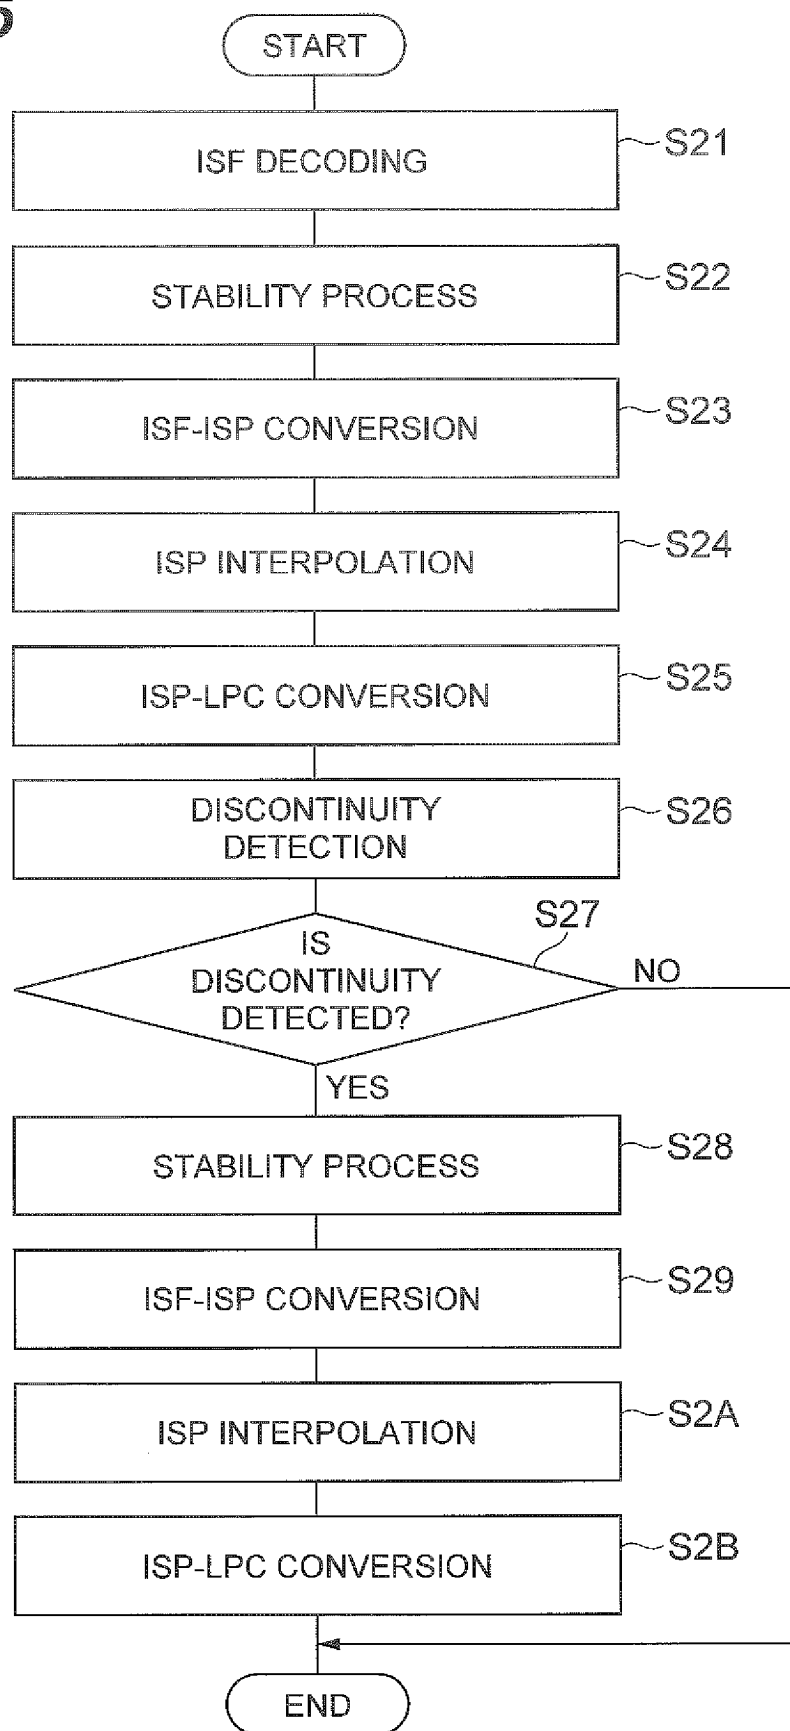 START
ISF DECODING
S21
STABILITY PROCESS
S22
ISF-ISP CONVERSION
S23
ISP INTERPOLATION
S24
ISP-LPC CONVERSION
S25
DISCONTINUITY
DETECTION
S26
S27
IS
DISCONTINUITY
DETECTED?
NO
YES
STABILITY PROCESS
S28
ISF-ISP CONVERSION
S29
ISP INTERPOLATION
S2A
ISP-LPC CONVERSION
S2B
END